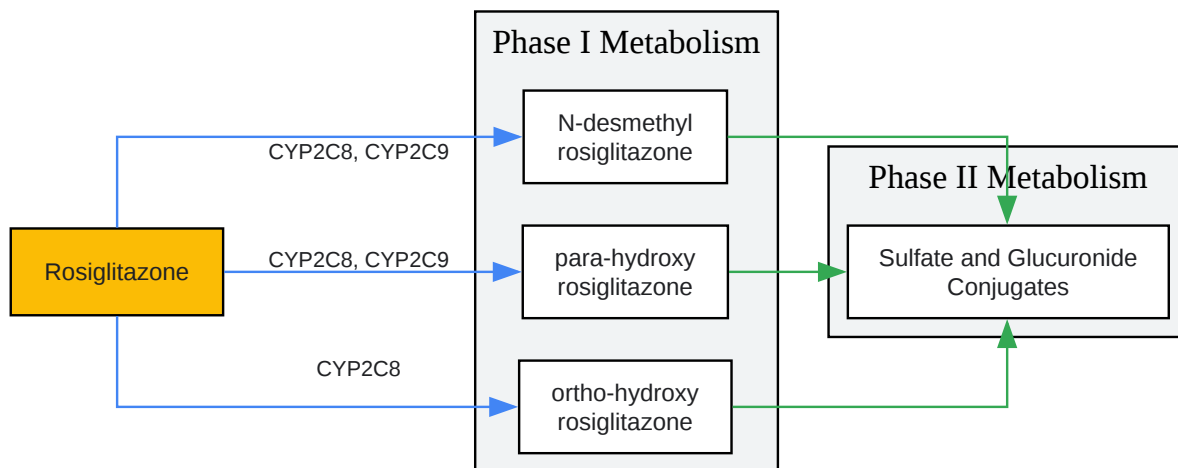 Phase I Metabolism
N-desmethyl
rosiglitazone
CYP2C8, CYP2C9
Phase II Metabolism
Rosiglitazone
CYP2C8, CYP2C9
para-hydroxy
rosiglitazone
Sulfate and Glucuronide
Conjugates
CYP2C8
ortho-hydroxy
rosiglitazone